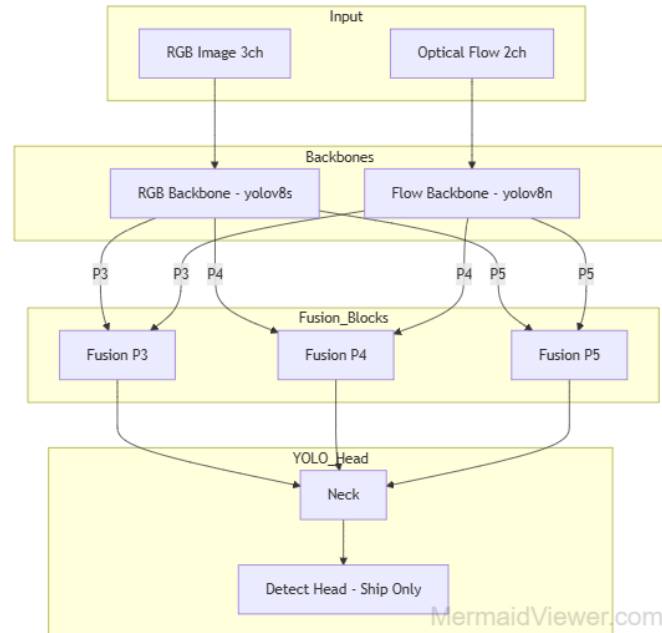 Input
RGB Image 3ch
Optical Flow 2ch
Backbones
RGB Backbone - yolov8s
Flow Backbone - yolov8n
P3
P3
P4
P4
P5
P5
Fusion_Blocks
Fusion P3
Fusion P4
Fusion P5
YOLO_Head
Neck
Detect Head - Ship Only
MermaidViewer.com